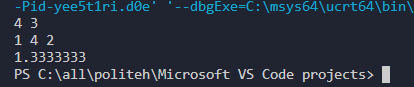 -Pid-yee5t1ri.d0e' '--dbgExe=C:\msys64\ucrt64\bin\
4 3
1 4 2
1.3333333
PS C:\all\politeh\Microsoft VS Code projects>